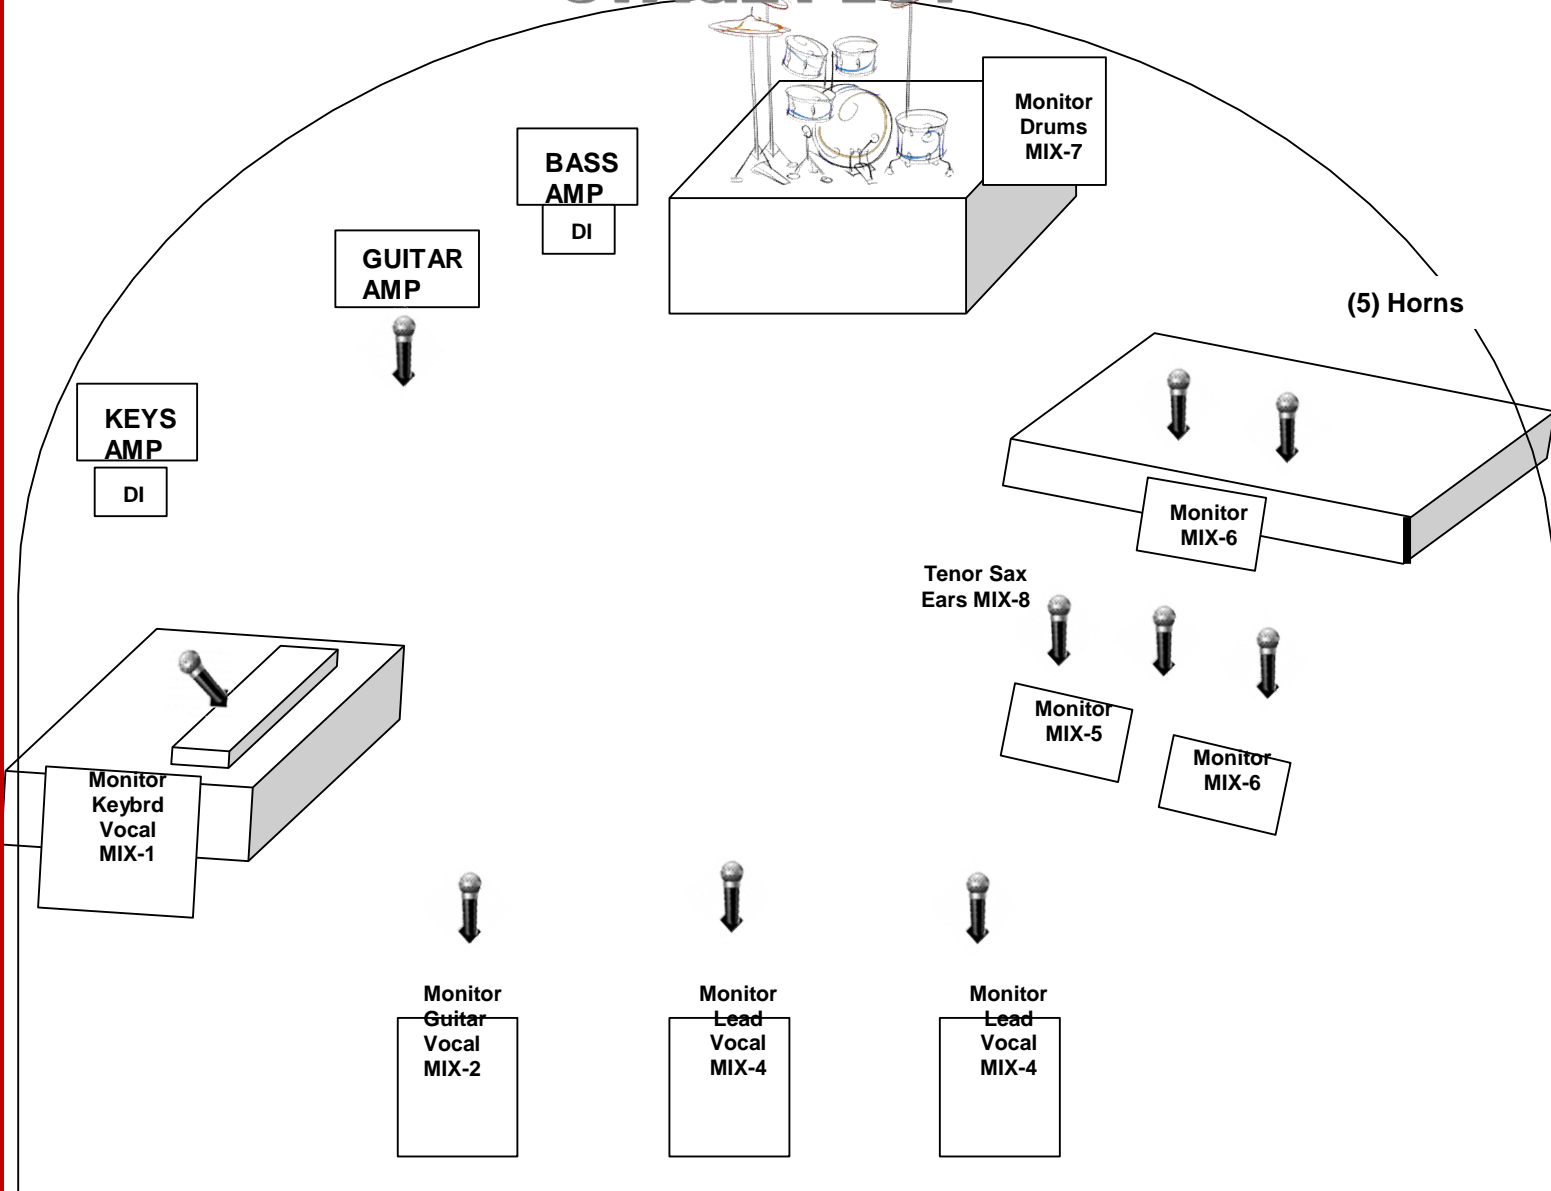 Monitor
Drums
MIX-7
BASS
AMP
DI
GUITAR
AMP
(5) Horns
KEYS
AMP
DI
Monitor
MIX-6
Tenor Sax
Ears MIX-8
Monitor
MIX-5
Monitor
MIX-6
Monitor
Keybrd
Vocal
MIX-1
Monitor
Guitar
Vocal
MIX-2
Monitor
Lead
Vocal
MIX-4
Monitor
Lead
Vocal
MIX-4